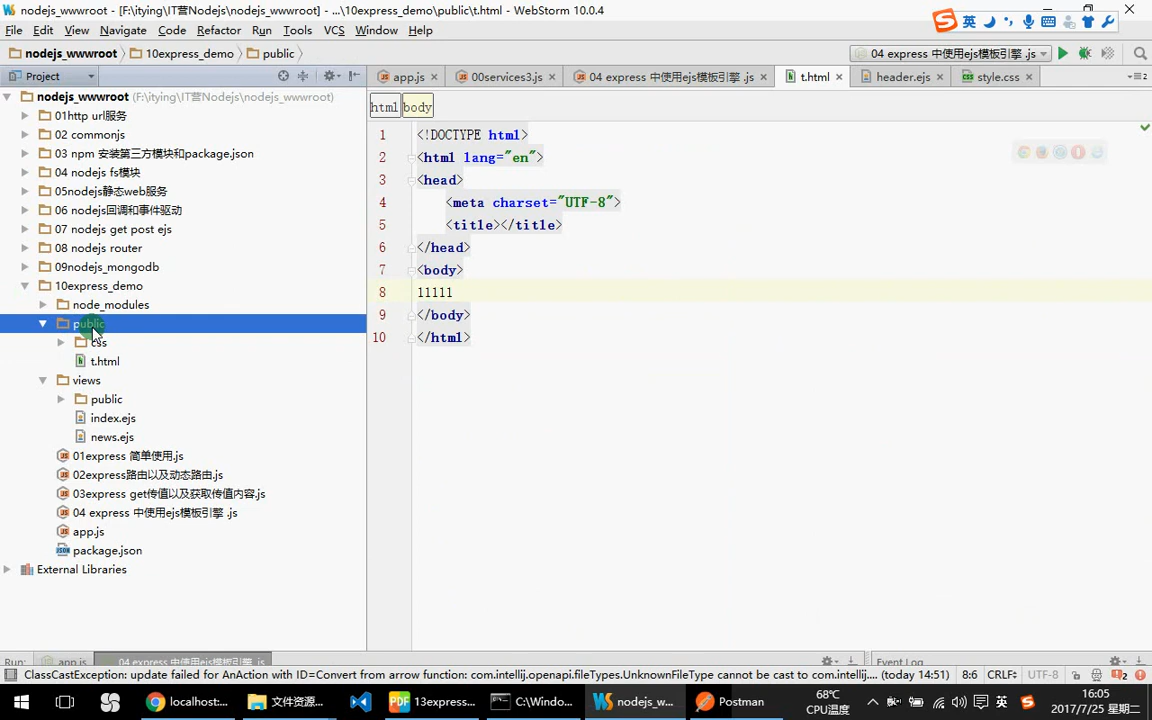 nodejs_wwwroot - [F:\itying\IT营Nodejs\nodejs_wwwroot] - ...\10express_demo\public\t.html - WebStorm 10.0.4
英
File Edit View Navigate Code Refactor Run Tools VCS Window Help
nodejs_wwwroot 10express_demo public
04 express 中使用ejs模板引擎 .js
Project
app.js 00services3.js 04 express 中使用ejs模板引擎 .js t.html header.ejs style.css
html body
nodejs_wwwroot (F:\itying\IT营Nodejs\nodejs_wwwroot)
01http url服务
02 commonjs
03 npm 安装第三方模块和package.json
04 nodejs fs模块
05nodejs静态web服务
06 nodejs回调和事件驱动
07 nodejs get post ejs
08 nodejs router
09nodejs_mongodb
10express_demo
node_modules
public
css
t.html
views
public
index.ejs
news.ejs
01express 简单使用.js
02express路由以及动态路由.js
03express get传值以及获取传值内容.js
04 express 中使用ejs模板引擎 .js
app.js
package.json
External Libraries
1 <!DOCTYPE html>
2 <html lang="en">
3 <head>
4 <meta charset="UTF-8">
5 <title></title>
6 </head>
7 <body>
8 11111
9 </body>
10 </html>
Run: app.js 04 express 中使用ejs模板引擎 .js
Event Log
ClassCastException: update failed for AnAction with ID=Convert from arrow function: com.intellij.openapi.fileTypes.UnknownFileType cannot be cast to com.intellij.... (today 14:51) 8:6 CRLF: UTF-8 2
localhost:... 文件资源... 13express... C:\Windo... nodejs_w... Postman
68℃
CPU温度
英
16:05
2017/7/25 星期二